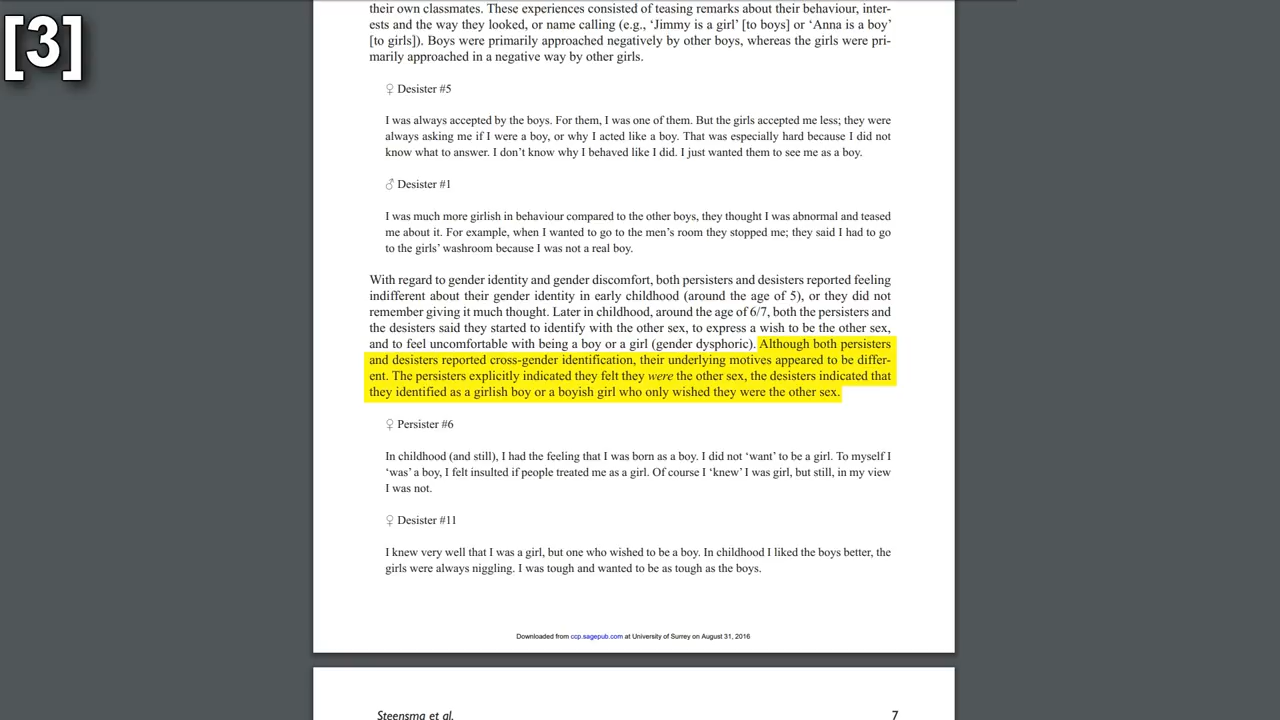 [3]
their own classmates. These experiences consisted of teasing remarks about their behaviour, inter-
ests and the way they looked, or name calling (e.g., ‘Jimmy is a girl’ [to boys] or ‘Anna is a boy’
[to girls]). Boys were primarily approached negatively by other boys, whereas the girls were pri-
marily approached in a negative way by other girls.
♀ Desister #5
I was always accepted by the boys. For them, I was one of them. But the girls accepted me less; they were
always asking me if I were a boy, or why I acted like a boy. That was especially hard because I did not
know what to answer. I don’t know why I behaved like I did. I just wanted them to see me as a boy.
♂ Desister #1
I was much more girlish in behaviour compared to the other boys, they thought I was abnormal and teased
me about it. For example, when I wanted to go to the men’s room they stopped me; they said I had to go
to the girls’ washroom because I was not a real boy.
With regard to gender identity and gender discomfort, both persisters and desisters reported feeling
indifferent about their gender identity in early childhood (around the age of 5), or they did not
remember giving it much thought. Later in childhood, around the age of 6/7, both the persisters and
the desisters said they started to identify with the other sex, to express a wish to be the other sex,
and to feel uncomfortable with being a boy or a girl (gender dysphoric). Although both persisters
and desisters reported cross-gender identification, their underlying motives appeared to be differ-
ent. The persisters explicitly indicated they felt they were the other sex, the desisters indicated that
they identified as a girlish boy or a boyish girl who only wished they were the other sex.
♀ Persister #6
In childhood (and still), I had the feeling that I was born as a boy. I did not ‘want’ to be a girl. To myself I
‘was’ a boy, I felt insulted if people treated me as a girl. Of course I ‘knew’ I was girl, but still, in my view
I was not.
♀ Desister #11
I knew very well that I was a girl, but one who wished to be a boy. In childhood I liked the boys better, the
girls were always niggling. I was tough and wanted to be as tough as the boys.
Downloaded from ccp.sagepub.com at University of Surrey on August 31, 2016
Steensma et al. 7